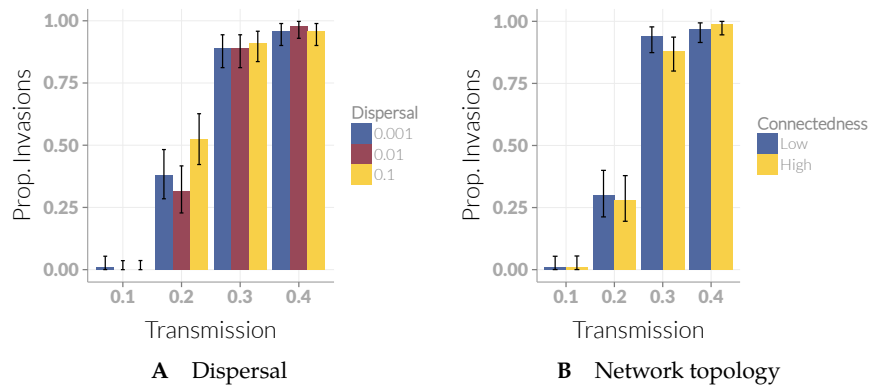 1.00
0.75
0.50
0.25
0.00
Prop. Invasions
0.1 0.2 0.3 0.4
Transmission
Dispersal
0.001
0.01
0.1
A Dispersal
1.00
0.75
0.50
0.25
0.00
Prop. Invasions
0.1 0.2 0.3 0.4
Transmission
Connectedness
Low
High
B Network topology